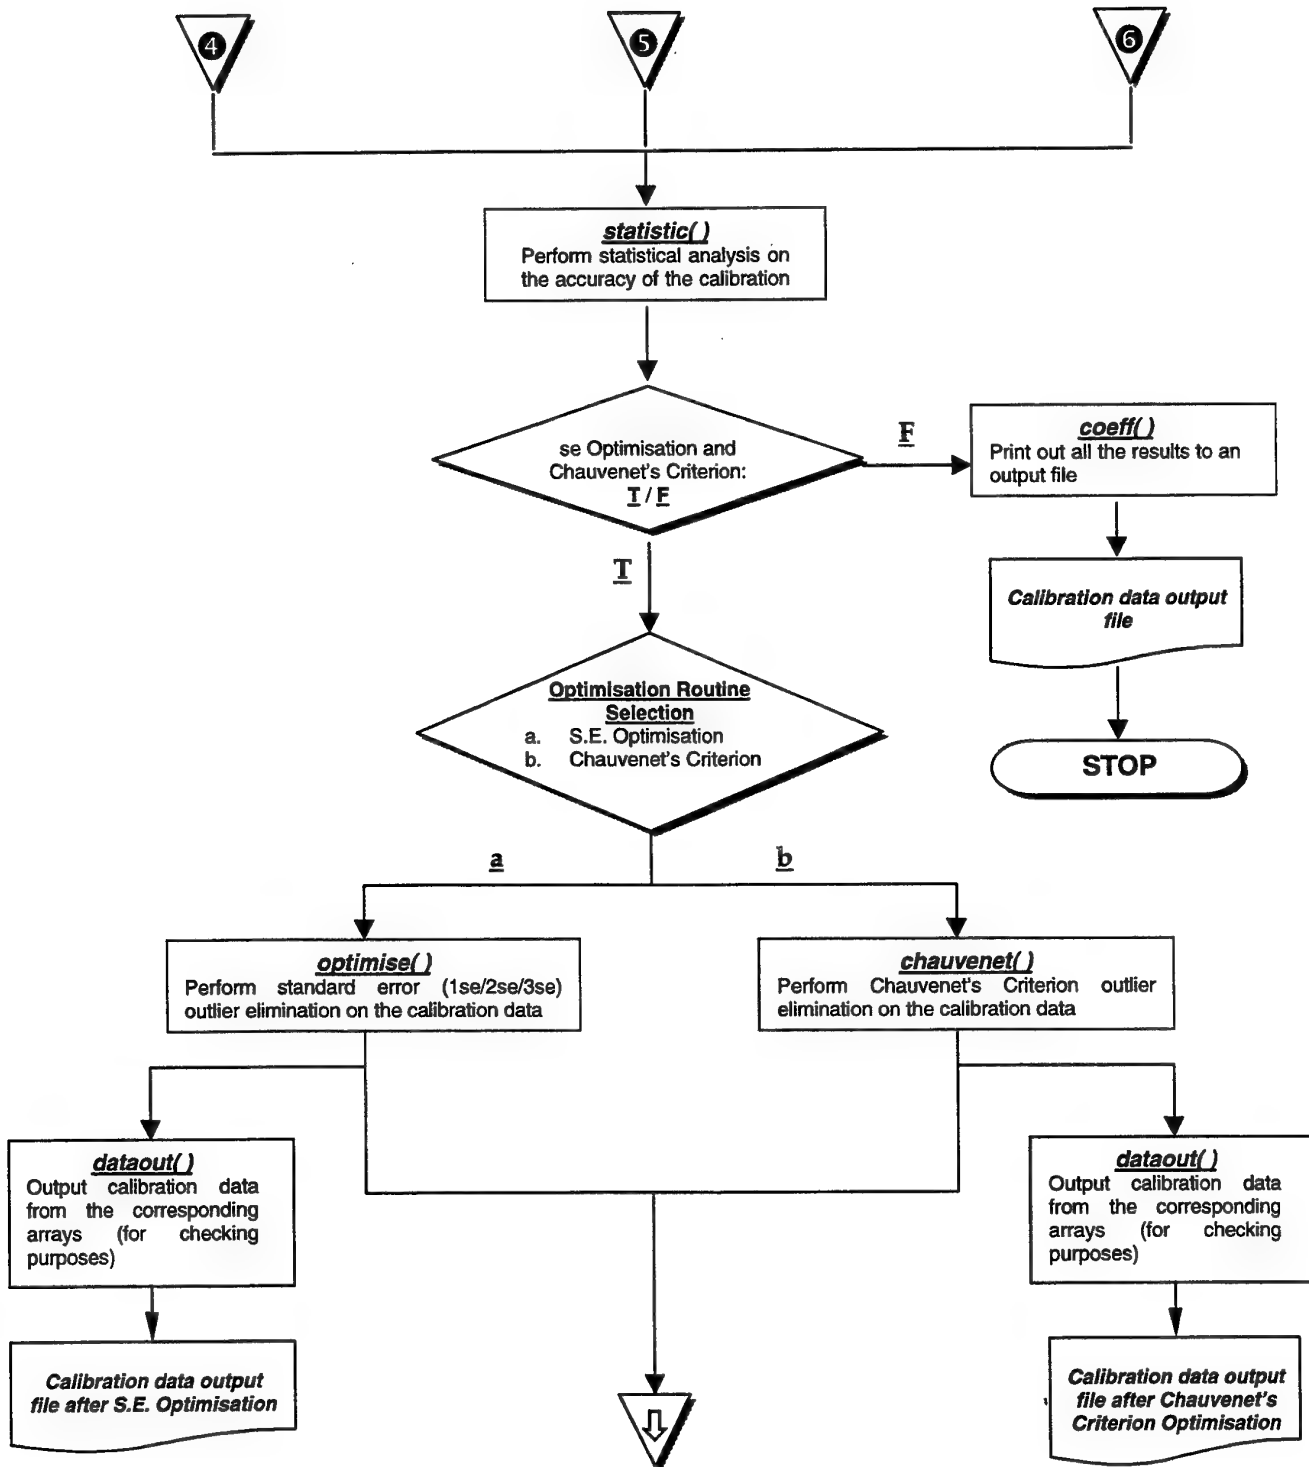 4
5
6
statistic( )
Perform statistical analysis on
the accuracy of the calibration
se Optimisation and
Chauvenet's Criterion:
T / F
F
coeff( )
Print out all the results to an
output file
T
Calibration data output
file
Optimisation Routine
Selection
a. S.E. Optimisation
b. Chauvenet's Criterion
STOP
a
b
optimise( )
Perform standard error (1se/2se/3se)
outlier elimination on the calibration data
chauvenet( )
Perform Chauvenet's Criterion outlier
elimination on the calibration data
dataout( )
Output calibration data
from the corresponding
arrays (for checking
purposes)
dataout( )
Output calibration data
from the corresponding
arrays (for checking
purposes)
Calibration data output
file after S.E. Optimisation
Calibration data output
file after Chauvenet's
Criterion Optimisation